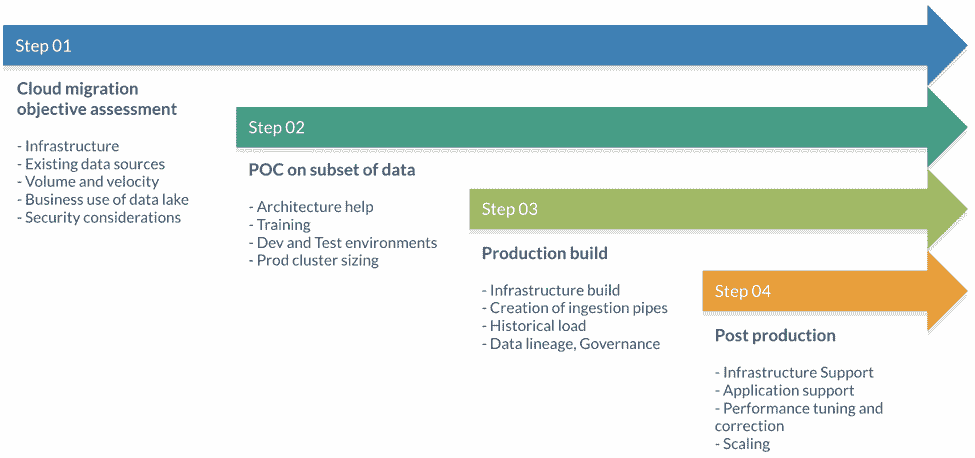 Step 01
Cloud migration
objective assessment
- Infrastructure
- Existing data sources
- Volume and velocity
- Business use of data lake
- Security considerations
Step 02
POC on subset of data
- Architecture help
- Training
- Dev and Test environments
- Prod cluster sizing
Step 03
Production build
- Infrastructure build
- Creation of ingestion pipes
- Historical load
- Data lineage, Governance
Step 04
Post production
- Infrastructure Support
- Application support
- Performance tuning and
correction
- Scaling